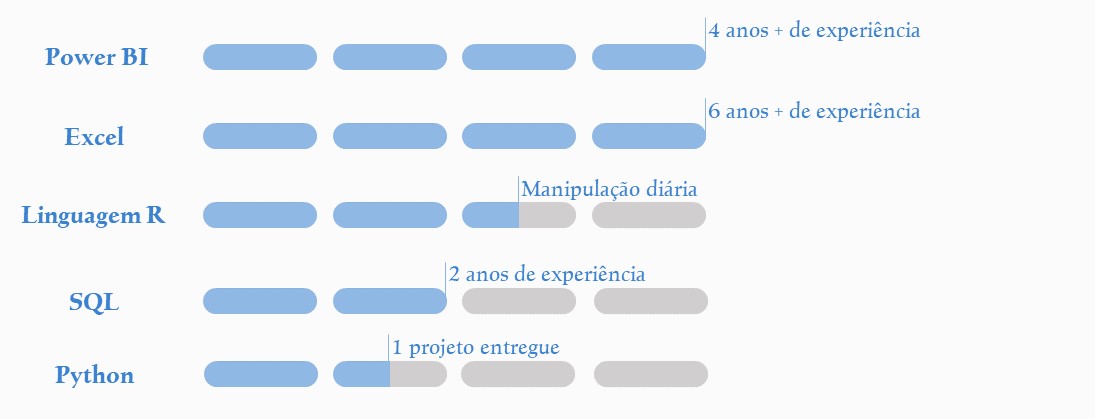 4 anos + de experiência
Power BI
6 anos + de experiência
Excel
Manipulação diária
Linguagem R
2 anos de experiência
SQL
1 projeto entregue
Python